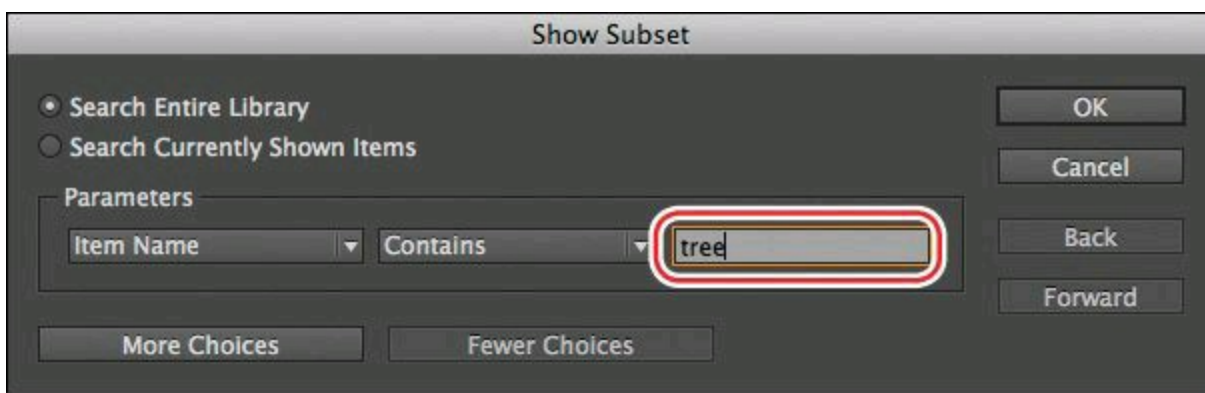 Show Subset
Search Entire Library
OK
Search Currently Shown Items
Cancel
Parameters
Item Name
Contains
tree
Back
Forward
More Choices
Fewer Choices